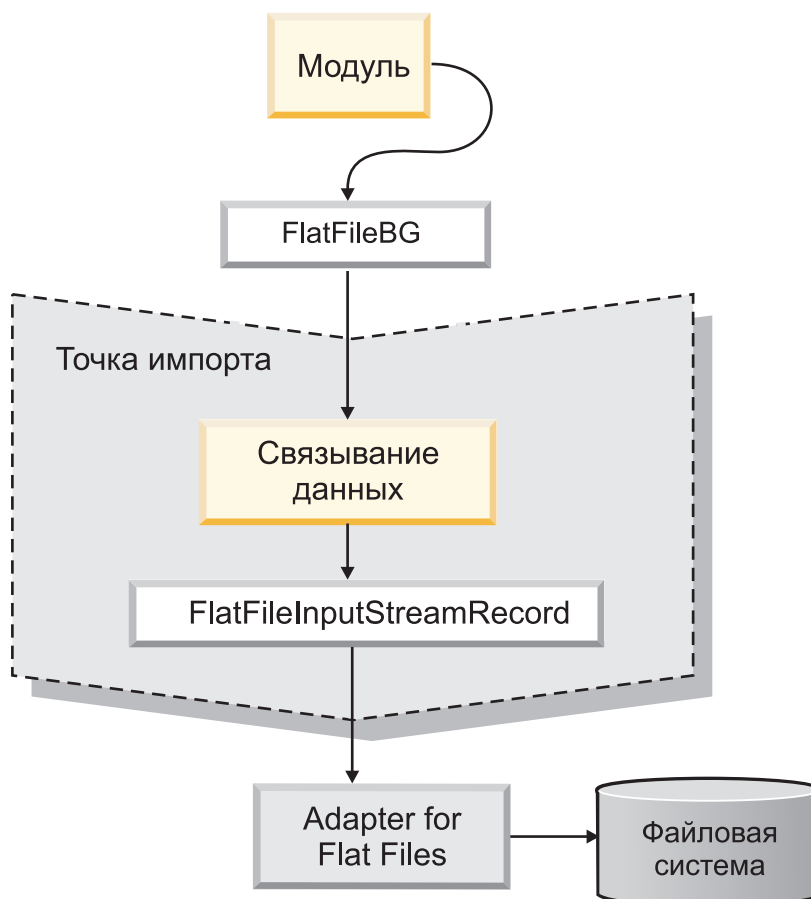 Модуль
FlatFileBG
Точка импорта
Связывание
данных
FlatFileInputStreamRecord
Adapter for
Flat Files
Файловая
система